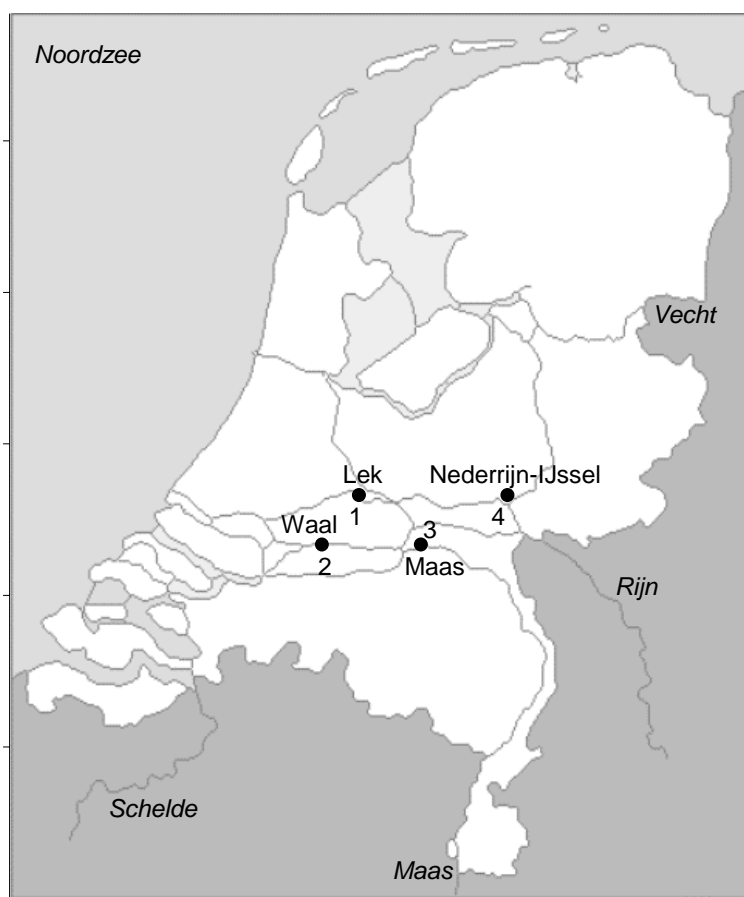 Noordzee
Vecht
Lek
Nederrijn-IJssel
1
4
Waal
3
2
Maas
Rijn
Schelde
Maas